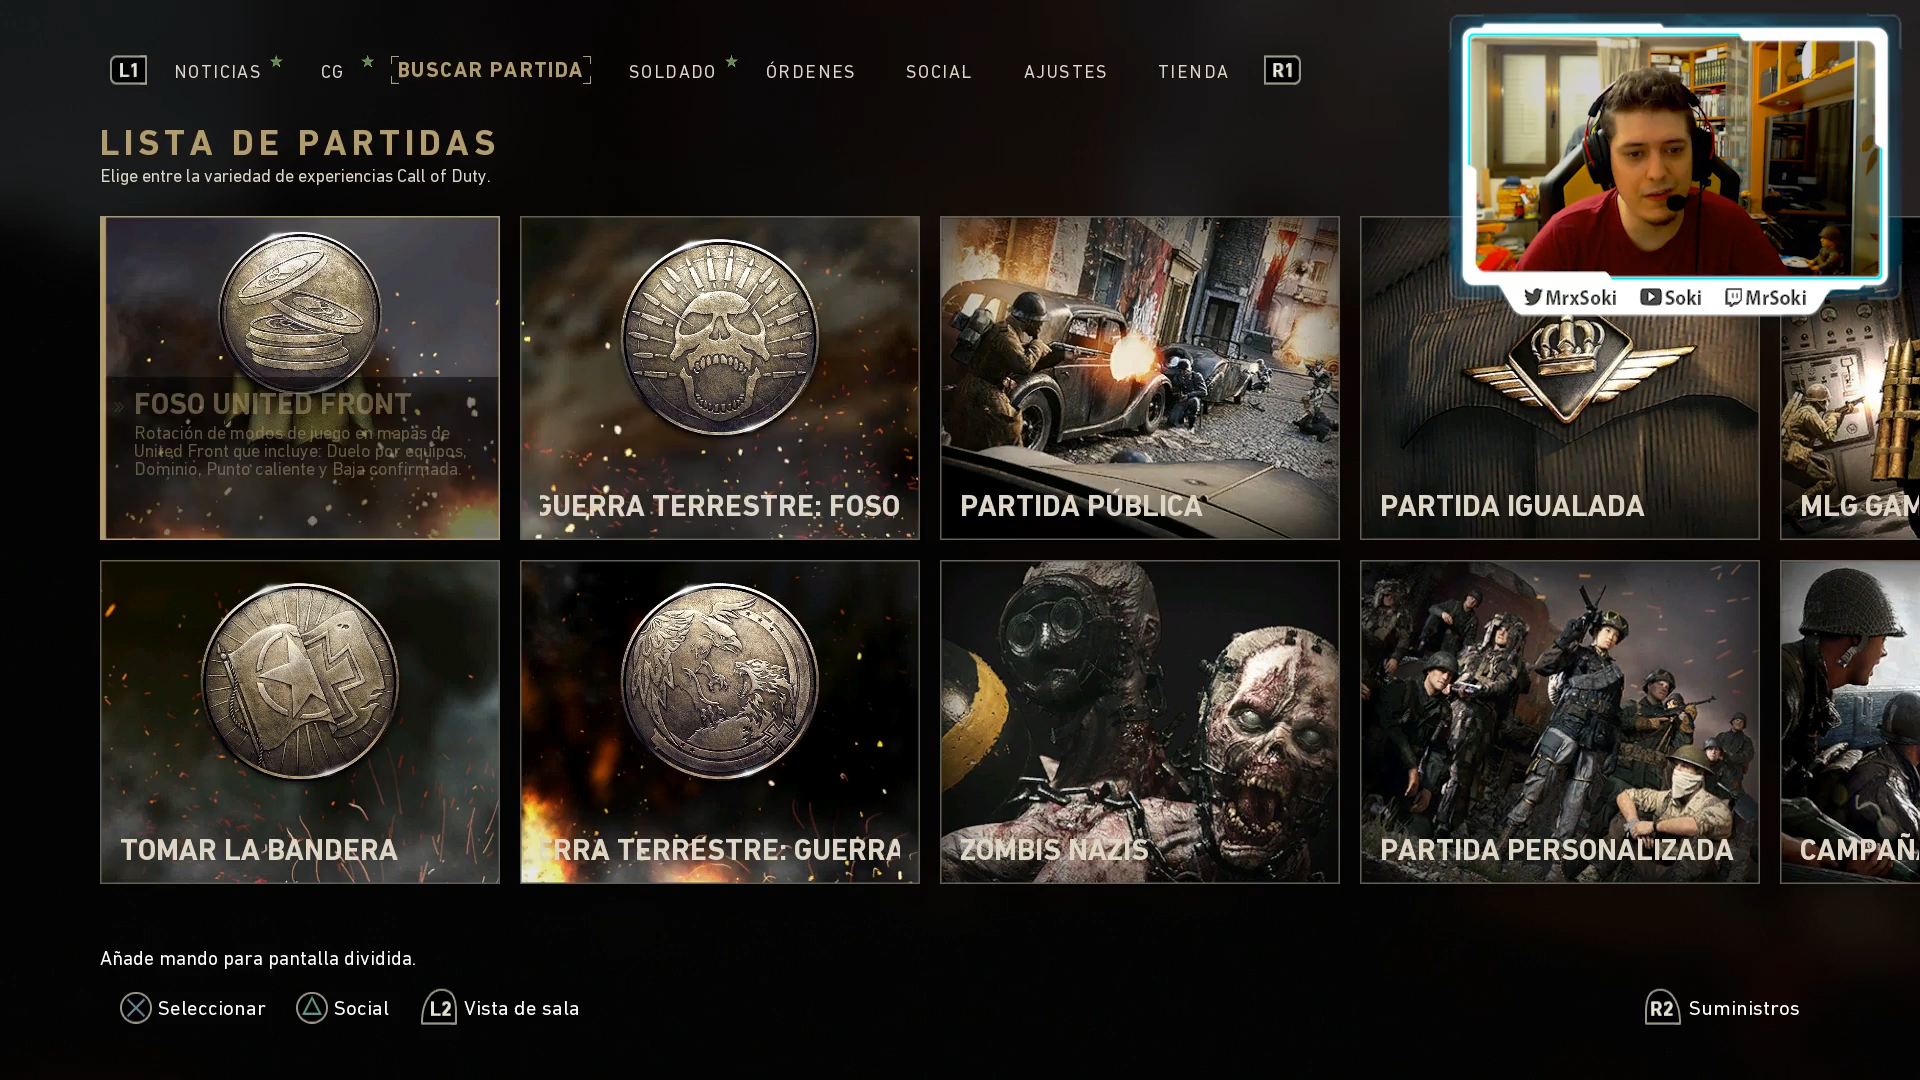 L1 NOTICIAS CG BUSCAR PARTIDA SOLDADO ÓRDENES SOCIAL AJUSTES TIENDA R1
LISTA DE PARTIDAS
Elige entre la variedad de experiencias Call of Duty.
MrxSoki Soki MrSoki
FOSO UNITED FRONT
Rotación de modos de juego en mapas de
United Front que incluye: Duelo por equipos,
Dominio, Punto caliente y Baja confirmada.
GUERRA TERRESTRE: FOSO
PARTIDA PÚBLICA
PARTIDA IGUALADA
MLG GAM
TOMAR LA BANDERA
ERRA TERRESTRE: GUERRA
ZOMBIS NAZIS
PARTIDA PERSONALIZADA
CAMPAÑA
Añade mando para pantalla dividida.
Seleccionar Social L2 Vista de sala R2 Suministros